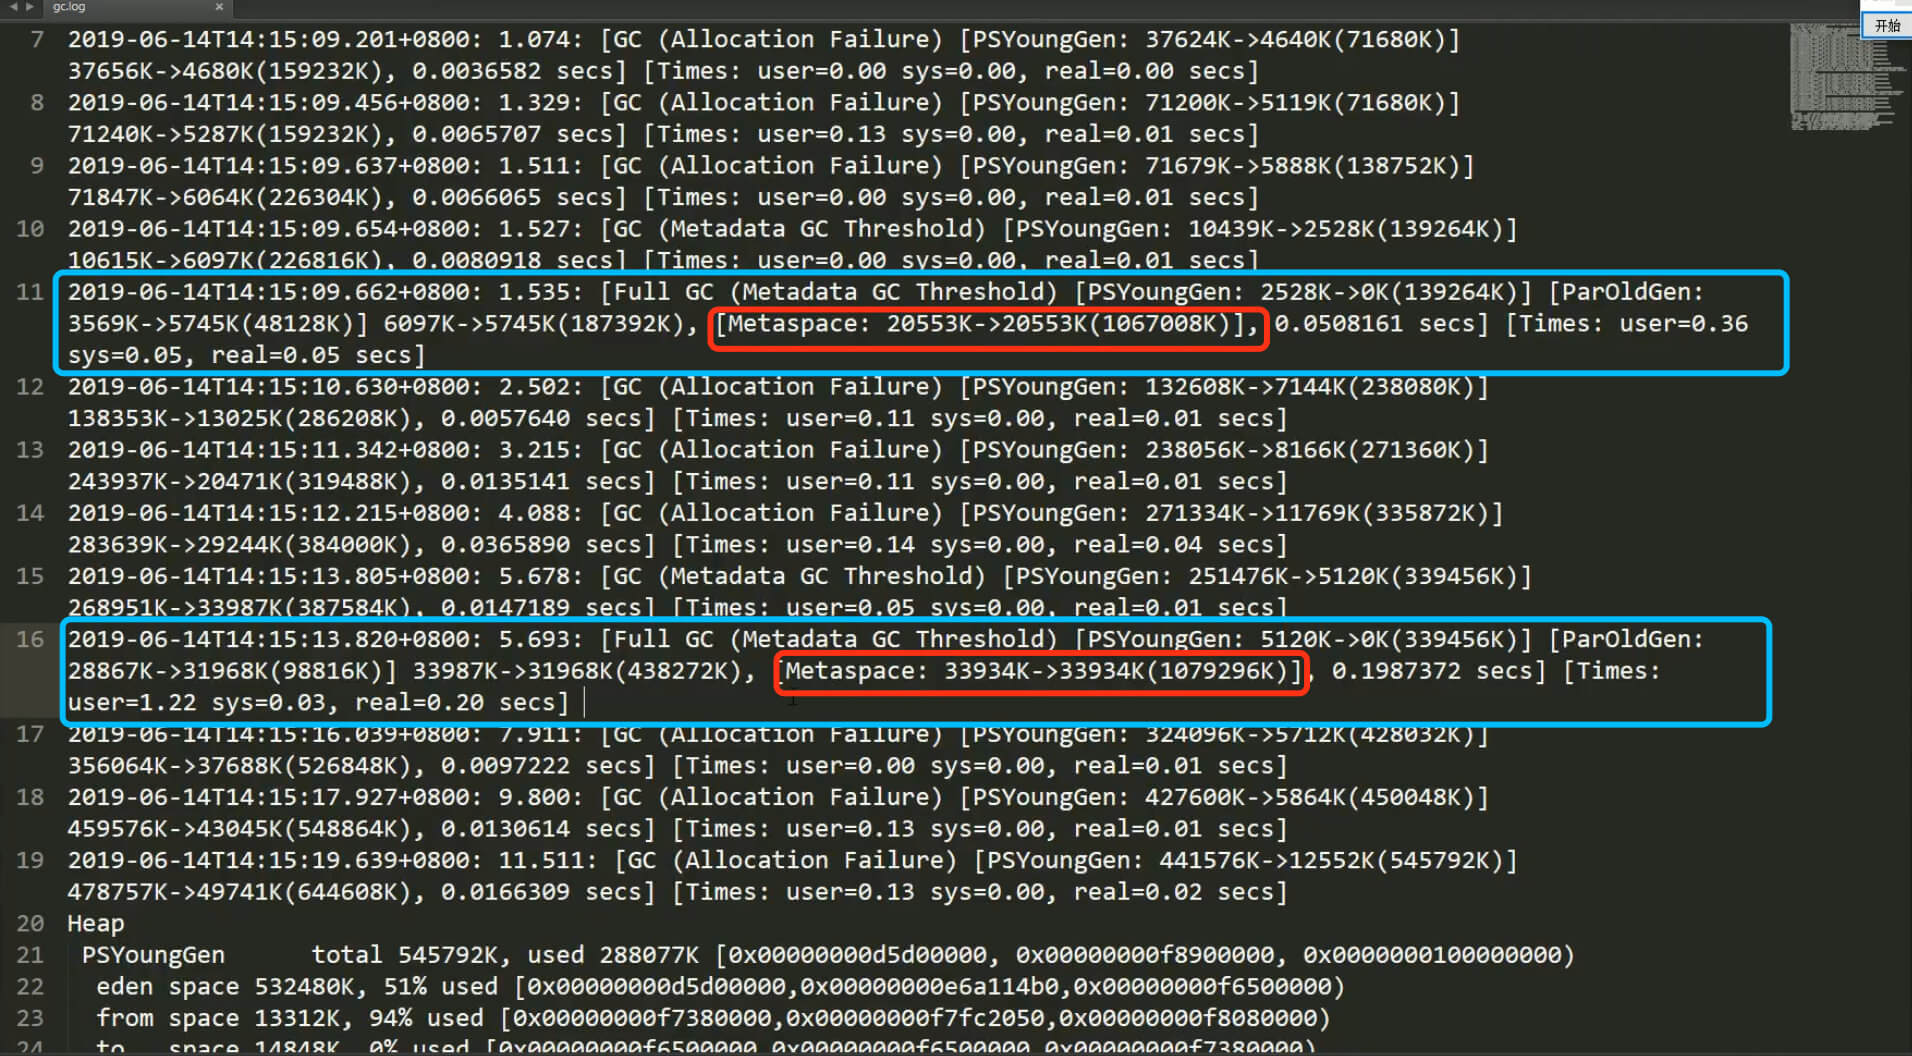 gc.log
开始
7 2019-06-14T14:15:09.201+0800: 1.074: [GC (Allocation Failure) [PSYoungGen: 37624K->4640K(71680K)]
37656K->4680K(159232K), 0.0036582 secs] [Times: user=0.00 sys=0.00, real=0.00 secs]
8 2019-06-14T14:15:09.456+0800: 1.329: [GC (Allocation Failure) [PSYoungGen: 71200K->5119K(71680K)]
71240K->5287K(159232K), 0.0065707 secs] [Times: user=0.13 sys=0.00, real=0.01 secs]
9 2019-06-14T14:15:09.637+0800: 1.511: [GC (Allocation Failure) [PSYoungGen: 71679K->5888K(138752K)]
71847K->6064K(226304K), 0.0066065 secs] [Times: user=0.00 sys=0.00, real=0.01 secs]
10 2019-06-14T14:15:09.654+0800: 1.527: [GC (Metadata GC Threshold) [PSYoungGen: 10439K->2528K(139264K)]
10615K->6097K(226816K), 0.0080918 secs] [Times: user=0.00 sys=0.00, real=0.01 secs]
11 2019-06-14T14:15:09.662+0800: 1.535: [Full GC (Metadata GC Threshold) [PSYoungGen: 2528K->0K(139264K)] [ParOldGen:
3569K->5745K(48128K)] 6097K->5745K(187392K), [Metaspace: 20553K->20553K(1067008K)], 0.0508161 secs] [Times: user=0.36
sys=0.05, real=0.05 secs]
12 2019-06-14T14:15:10.630+0800: 2.502: [GC (Allocation Failure) [PSYoungGen: 132608K->7144K(238080K)]
138353K->13025K(286208K), 0.0057640 secs] [Times: user=0.11 sys=0.00, real=0.01 secs]
13 2019-06-14T14:15:11.342+0800: 3.215: [GC (Allocation Failure) [PSYoungGen: 238056K->8166K(271360K)]
243937K->20471K(319488K), 0.0135141 secs] [Times: user=0.11 sys=0.00, real=0.01 secs]
14 2019-06-14T14:15:12.215+0800: 4.088: [GC (Allocation Failure) [PSYoungGen: 271334K->11769K(335872K)]
283639K->29244K(384000K), 0.0365890 secs] [Times: user=0.14 sys=0.00, real=0.04 secs]
15 2019-06-14T14:15:13.805+0800: 5.678: [GC (Metadata GC Threshold) [PSYoungGen: 251476K->5120K(339456K)]
268951K->33987K(387584K), 0.0147189 secs] [Times: user=0.05 sys=0.00, real=0.01 secs]
16 2019-06-14T14:15:13.820+0800: 5.693: [Full GC (Metadata GC Threshold) [PSYoungGen: 5120K->0K(339456K)] [ParOldGen:
28867K->31968K(98816K)] 33987K->31968K(438272K), [Metaspace: 33934K->33934K(1079296K)], 0.1987372 secs] [Times:
user=1.22 sys=0.03, real=0.20 secs]
17 2019-06-14T14:15:16.039+0800: 7.911: [GC (Allocation Failure) [PSYoungGen: 324096K->5712K(428032K)]
356064K->37688K(526848K), 0.0097222 secs] [Times: user=0.00 sys=0.00, real=0.01 secs]
18 2019-06-14T14:15:17.927+0800: 9.800: [GC (Allocation Failure) [PSYoungGen: 427600K->5864K(450048K)]
459576K->43045K(548864K), 0.0130614 secs] [Times: user=0.13 sys=0.00, real=0.01 secs]
19 2019-06-14T14:15:19.639+0800: 11.511: [GC (Allocation Failure) [PSYoungGen: 441576K->12552K(545792K)]
478757K->49741K(644608K), 0.0166309 secs] [Times: user=0.13 sys=0.00, real=0.02 secs]
20 Heap
21 PSYoungGen total 545792K, used 288077K [0x00000000d5d00000, 0x00000000f8900000, 0x0000000100000000)
22 eden space 532480K, 51% used [0x00000000d5d00000,0x00000000e6a114b0,0x00000000f6500000)
23 from space 13312K, 94% used [0x00000000f7380000,0x00000000f7fc2050,0x00000000f8080000)
24 to space 14848K, 0% used [0x00000000f6500000,0x00000000f6500000,0x00000000f7380000)